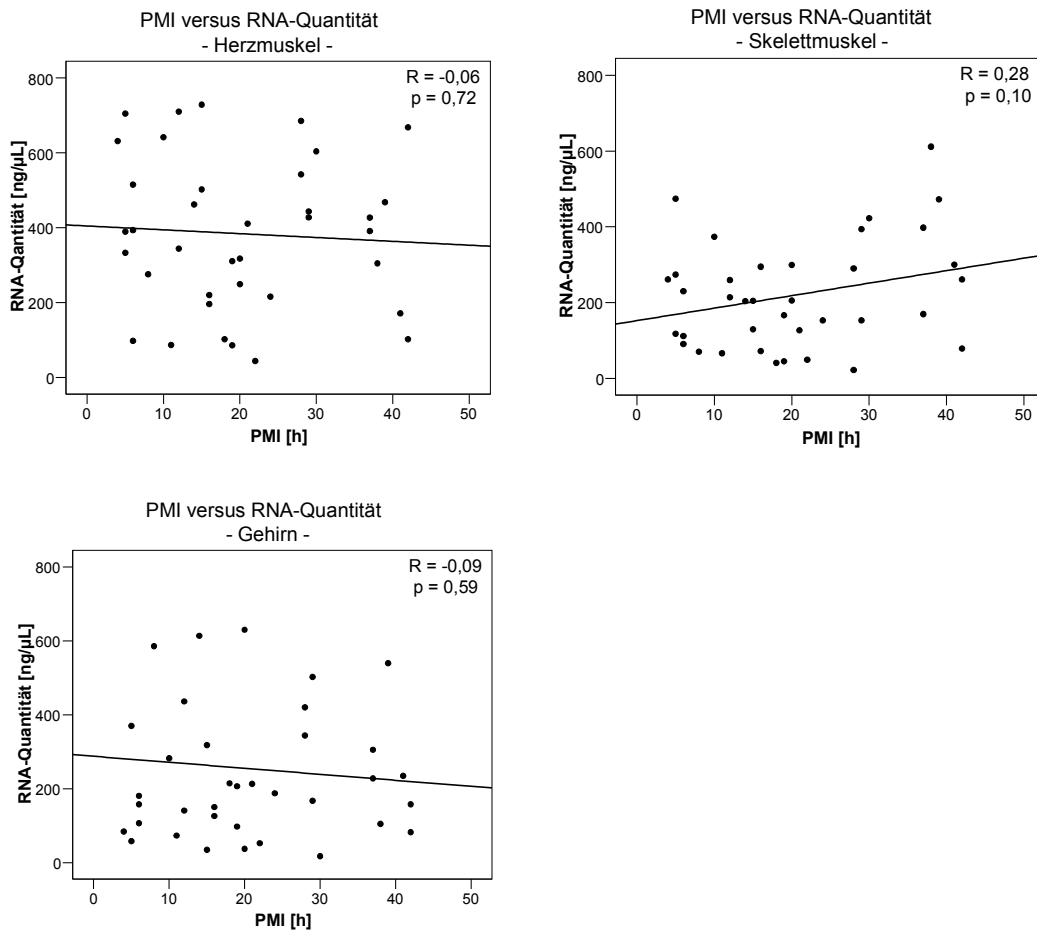 PMI versus RNA-Quantität
- Herzmuskel -
R = -0,06
p = 0,72
800
600
400
200
0
RNA-Qantität [ng/µL]
0 10 20 30 40 50
PMI [h]
PMI versus RNA-Quantität
- Skelettmuskel -
R = 0,28
p = 0,10
800
600
400
200
0
RNA-Quantität [ng/µL]
0 10 20 30 40 50
PMI [h]
PMI versus RNA-Quantität
- Gehirn -
R = -0,09
p = 0,59
800
600
400
200
0
RNA-Quantität [ng/µL]
0 10 20 30 40 50
PMI [h]